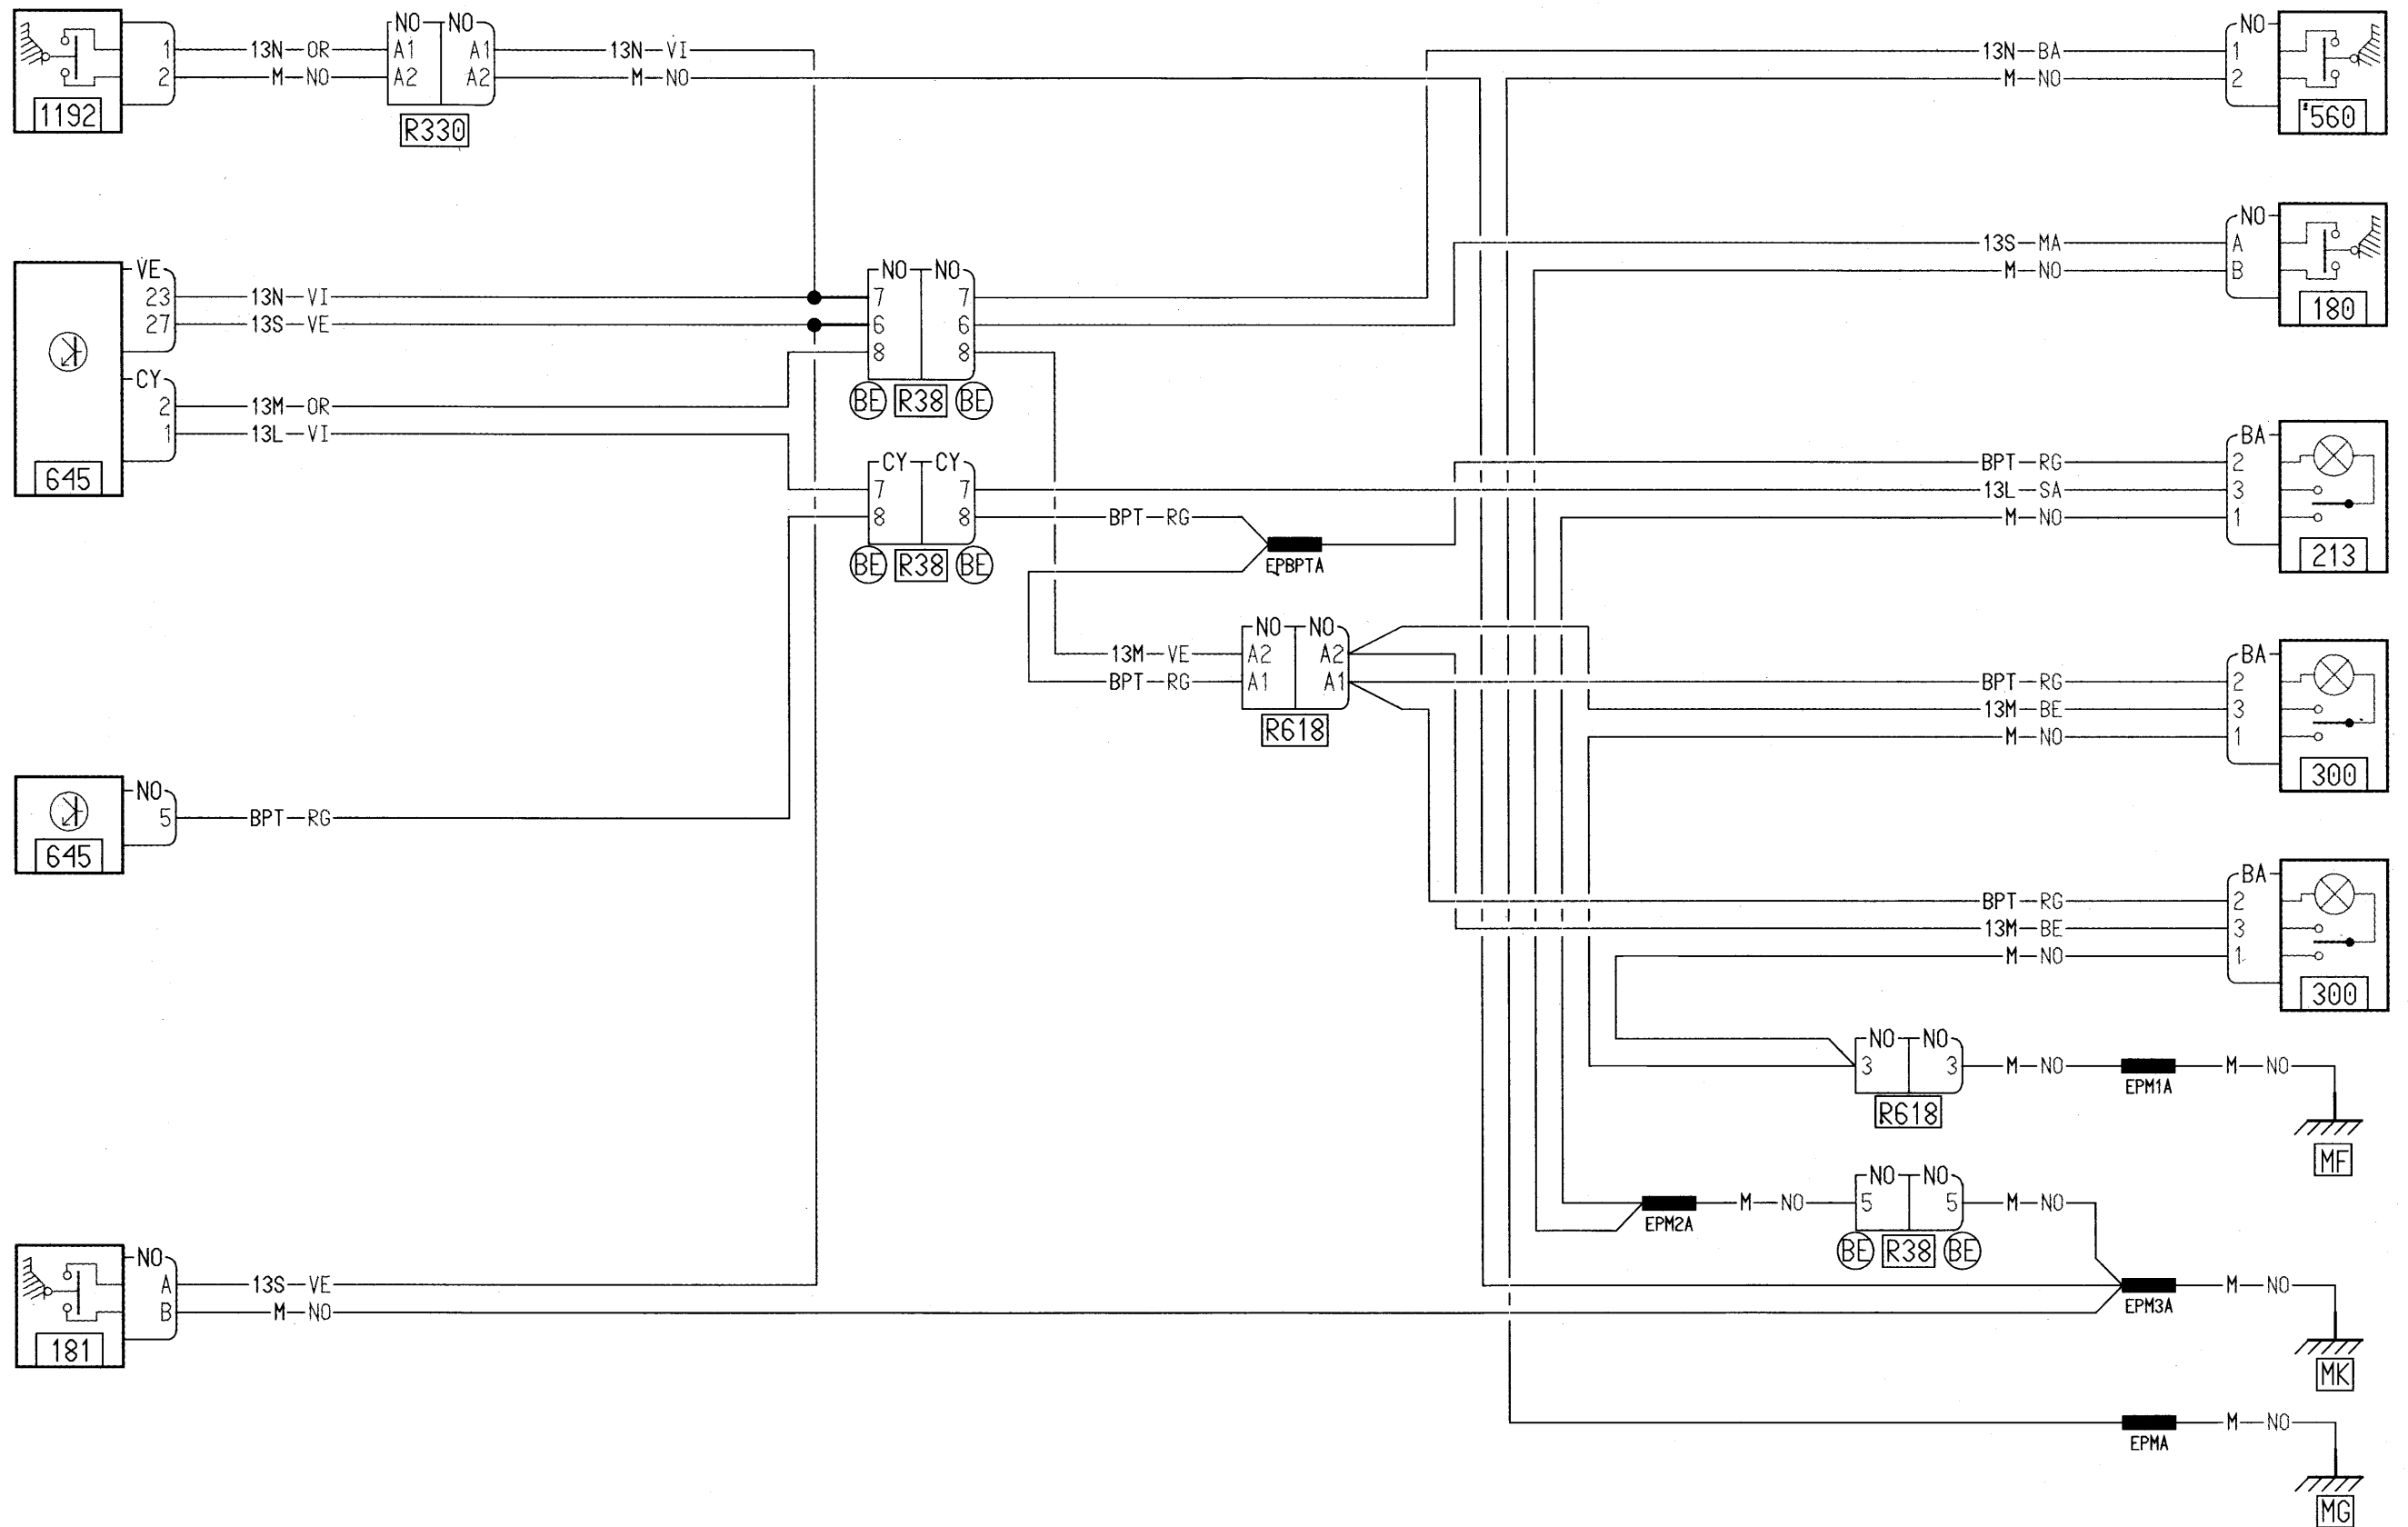 NO NO
1 13N OR A1 A1 13N VI
2 M NO A2 A2 M NO
1192
R330
NO
13N BA 1
M NO 2
560
NO
13S MA A
M NO B
180
VE
23 13N VI
27 13S VE
CY
2 13M OR
1 13L VI
645
NO NO
7 7
6 6
8 8
BE R38 BE
CY CY
7 7
8 8 BPT RG
BE R38 BE
EPBPTA
BA
BPT RG 2
13L SA 3
M NO 1
213
NO NO
13M VE A2 A2
BPT RG A1 A1
R618
BA
BPT RG 2
13M BE 3
M NO 1
300
NO
5 BPT RG
645
BA
BPT RG 2
13M BE 3
M NO 1
300
NO NO
3 3 M NO M NO
EPM1A
R618
MF
NO NO
M NO 5 5 M NO
EPM2A
BE R38 BE
NO
A 13S VE
B M NO
181
M NO
EPM3A
MK
M NO
EPMA
MG